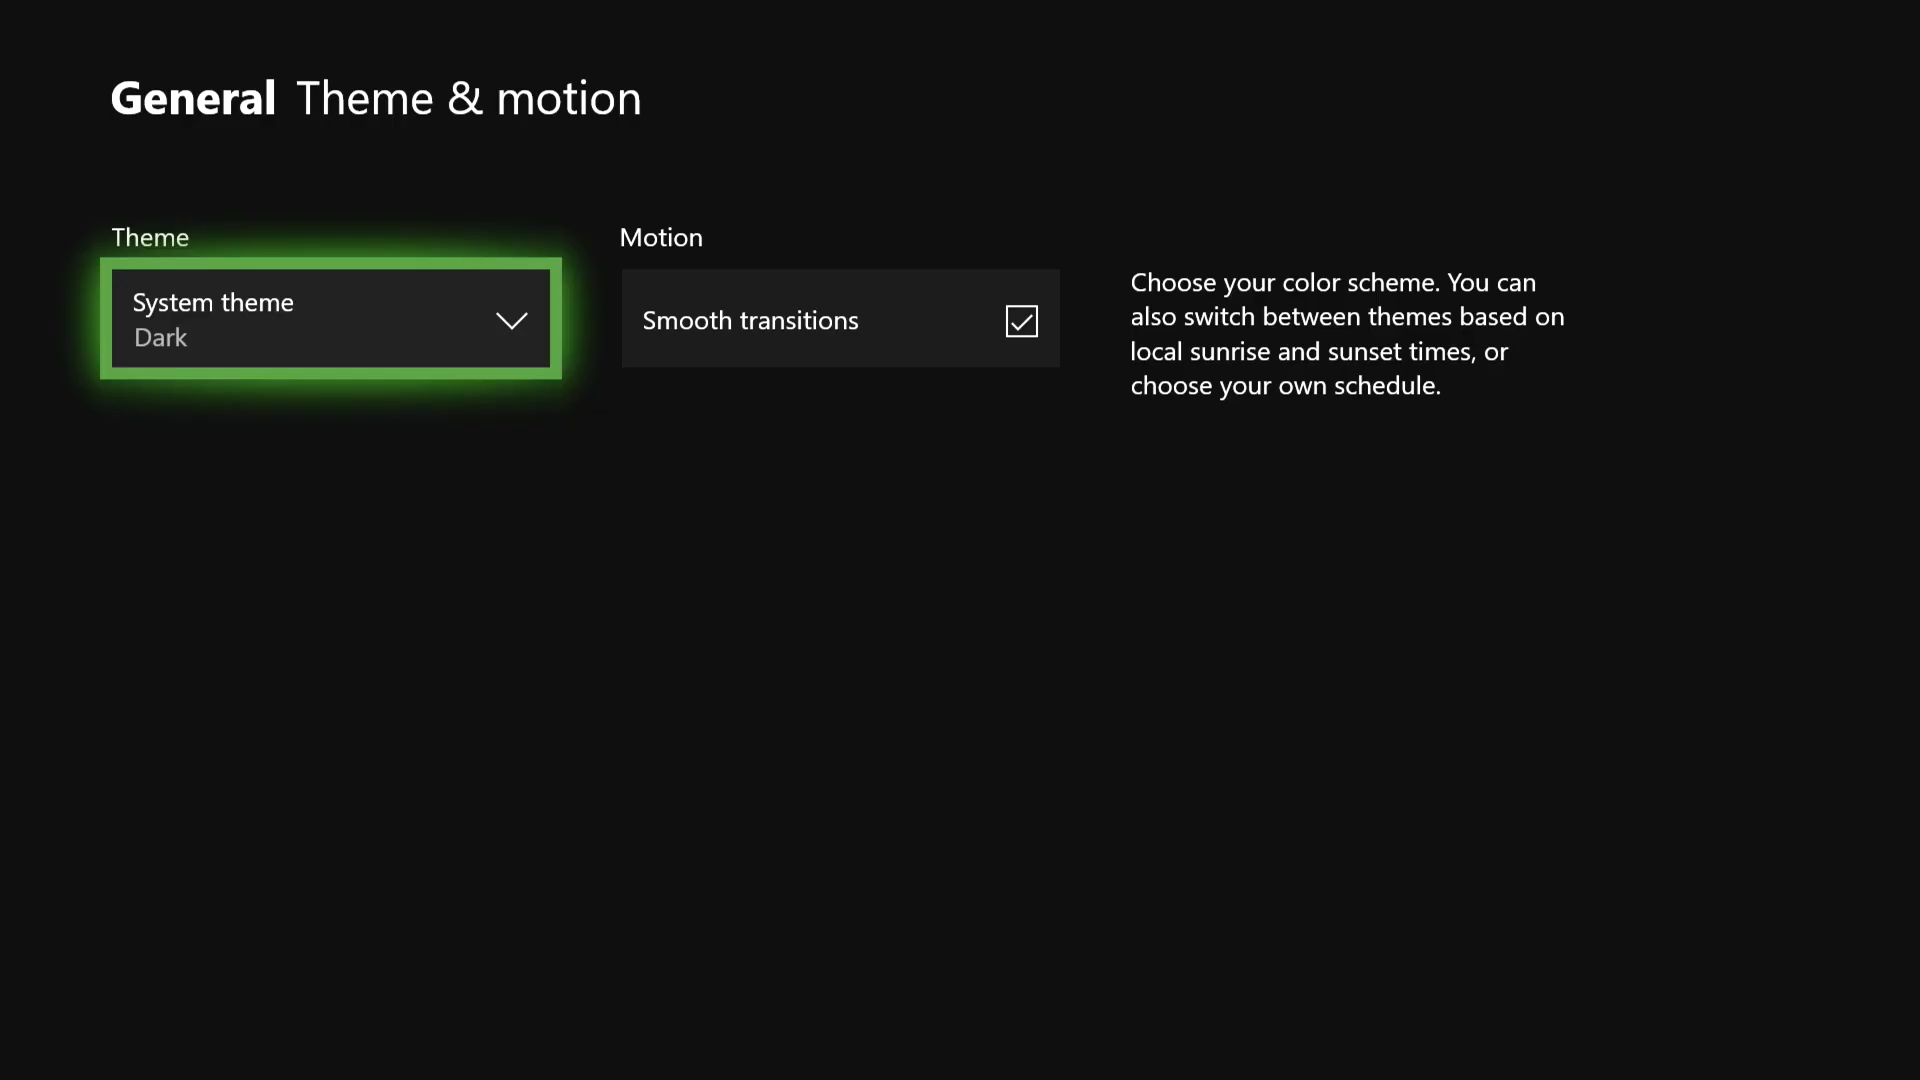 General Theme & motion
Theme
System theme
Dark
Motion
Smooth transitions
Choose your color scheme. You can
also switch between themes based on
local sunrise and sunset times, or
choose your own schedule.